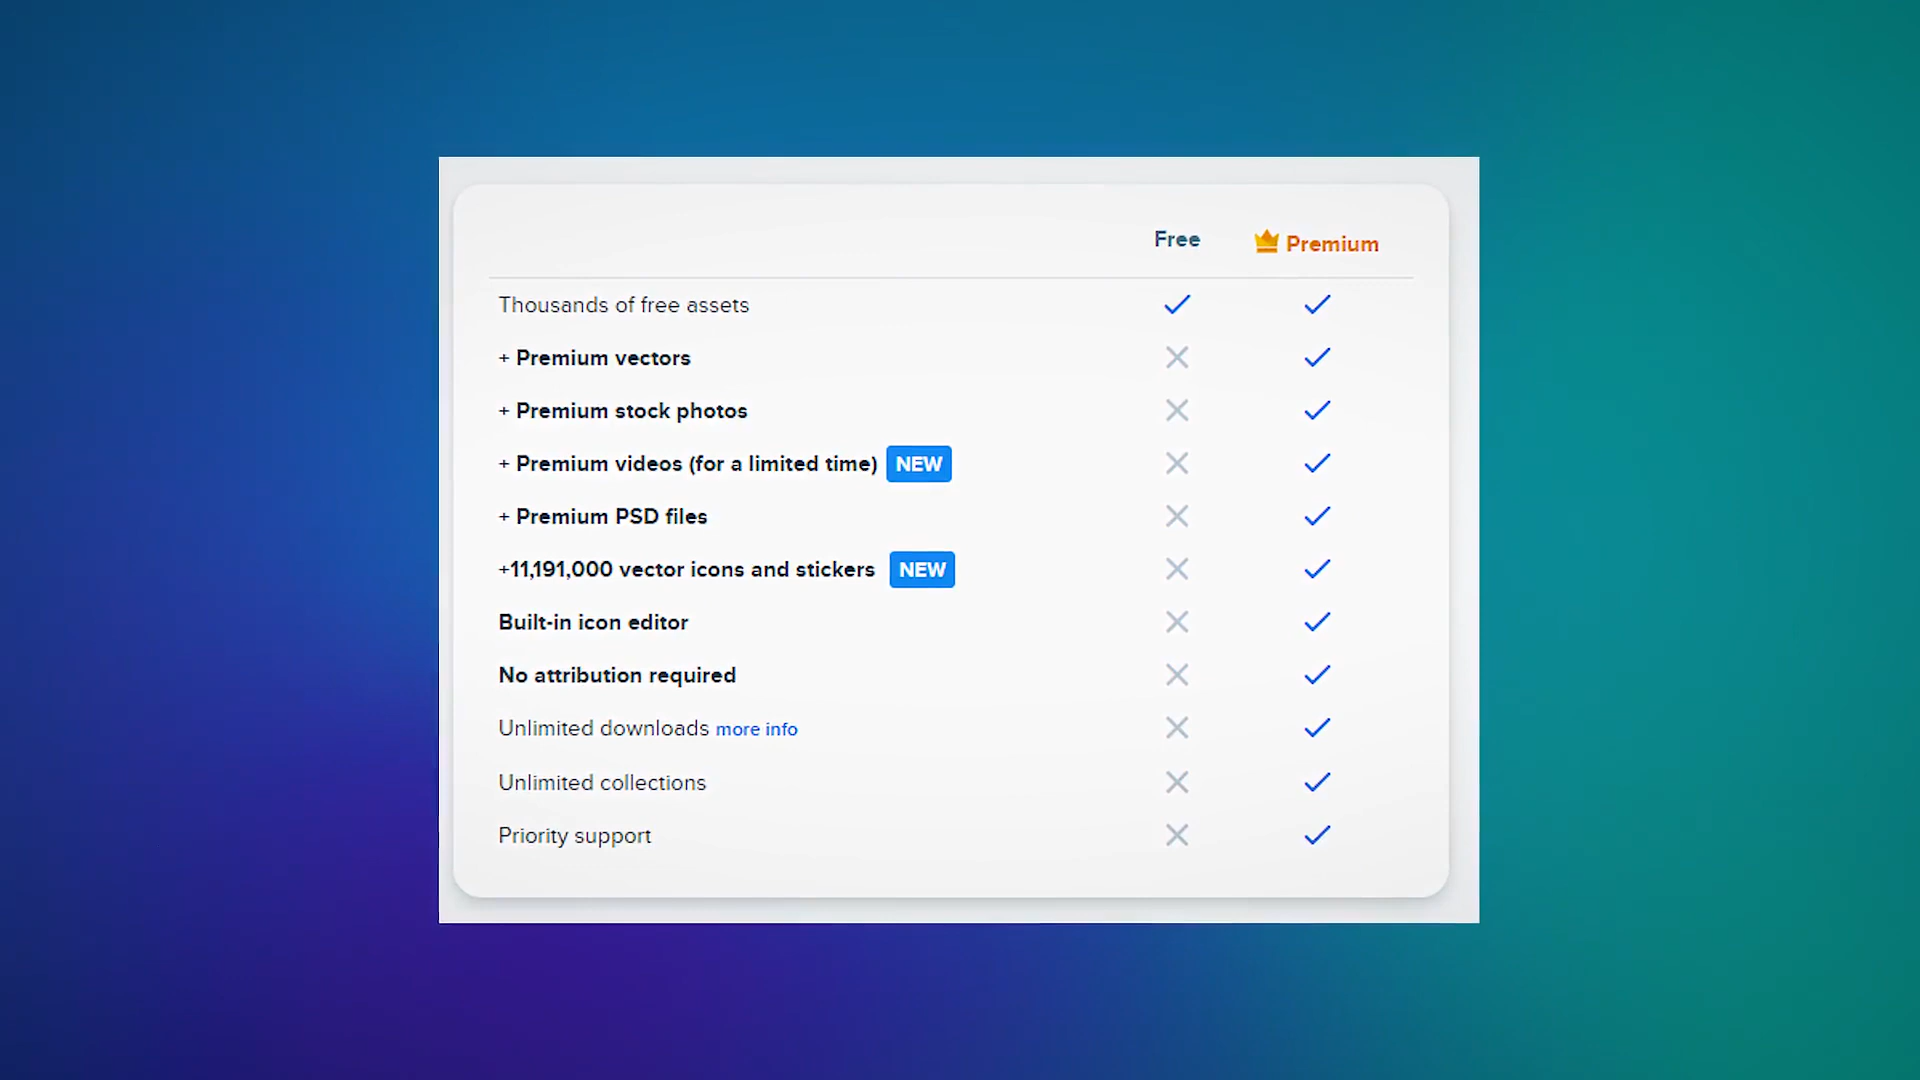 Free Premium
Thousands of free assets
+ Premium vectors
+ Premium stock photos
+ Premium videos (for a limited time) NEW
+ Premium PSD files
+11,191,000 vector icons and stickers NEW
Built-in icon editor
No attribution required
Unlimited downloads more info
Unlimited collections
Priority support